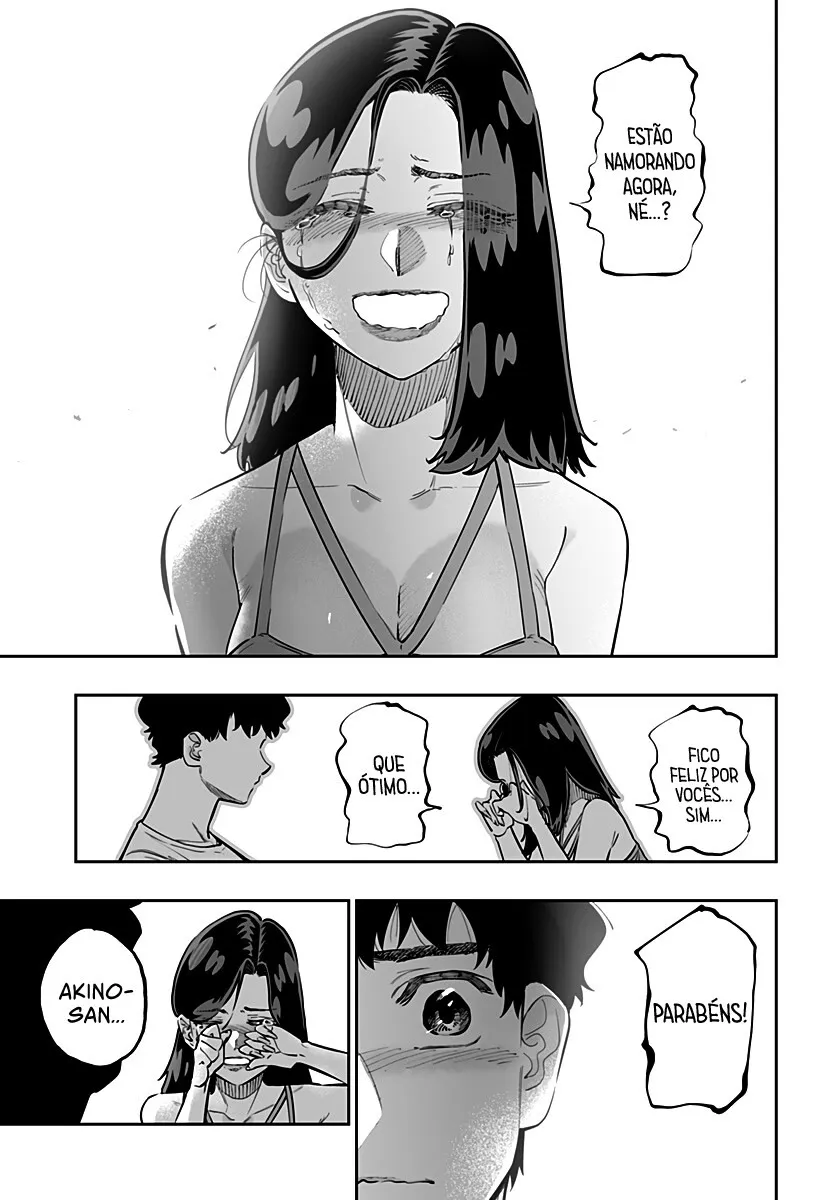 ESTÃO
NAMORANDO
AGORA,
NÉ...?
FICO
FELIZ POR
VOCÊS...
SIM...
QUE
ÓTIMO...
PARABÉNS!
AKINO-
SAN...